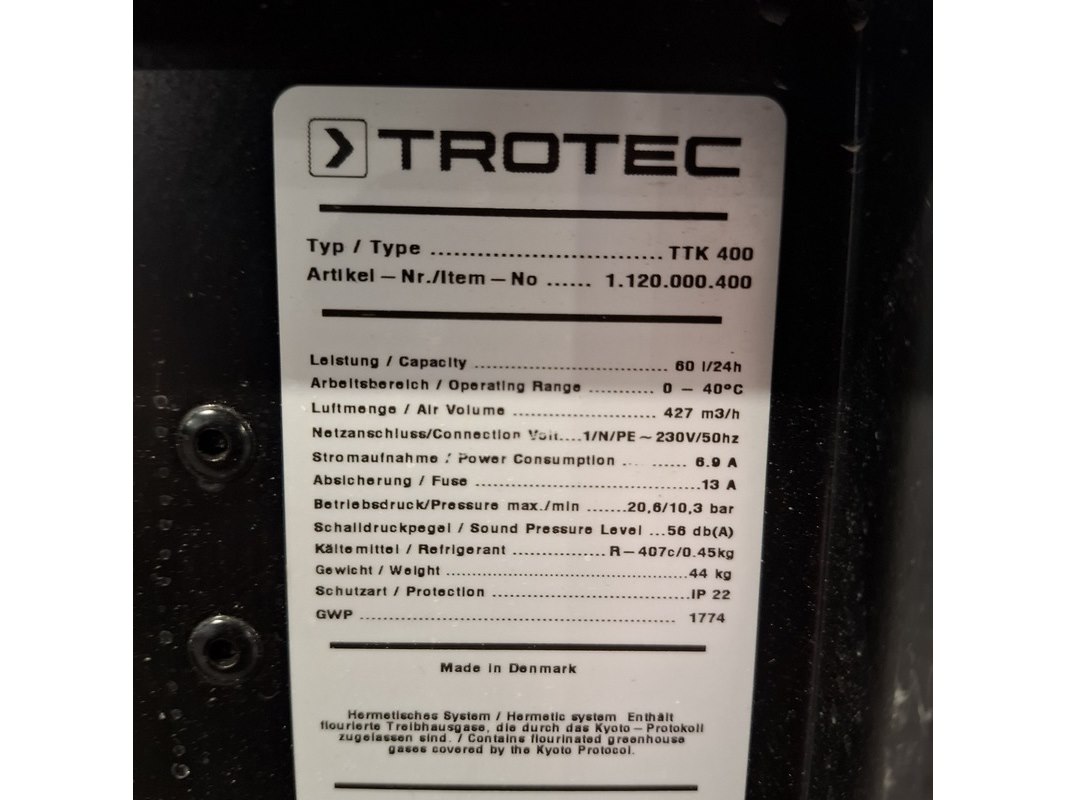 TROTEC
Typ / Type ............................ TTK 400
Artikel – Nr./Item – No ...... 1.120.000.400
Leistung / Capacity .................................. 60 l/24h
Arbeitsbereich / Operating Range ........... 0 – 40°C
Luftmenge / Air Volume ......................... 427 m3/h
Netzanschluss/Connection Volt....1/N/PE ~ 230V/50hz
Stromaufnahme / Power Consumption .... ...... 6.9 A
Absicherung / Fuse ........................................13 A
Betriebsdruck/Pressure max./min .......20,6/10,3 bar
Schalldruckpegel / Sound Pressure Level ...56 db(A)
Kältemittel / Refrigerant ................ R – 407c/0.45kg
Gewicht / Weight ...........................................44 kg
Schutzart / Protection ...................................IP 22
GWP ....................................................... 1774
Made in Denmark
Hermetisches System / Hermetic system Enthält
flourierte Treibhausgase, die durch das Kyoto – Protokoll
zugelassen sind. / Contains flourinated greenhouse
gases covered by the Kyoto Protocol.